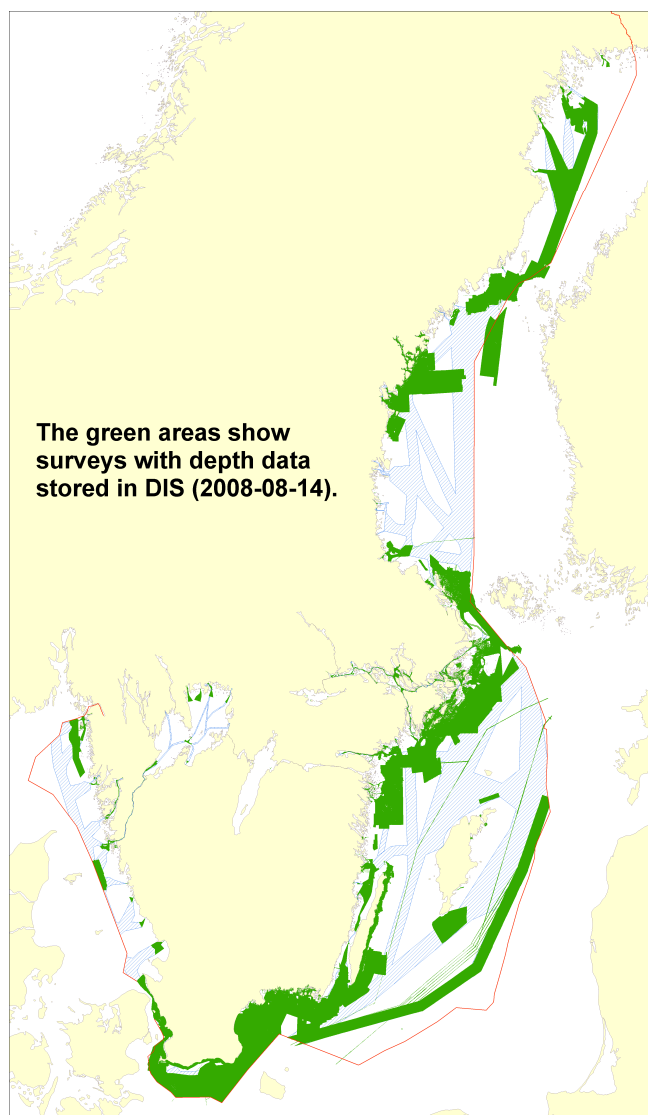 The green areas show
surveys with depth data
stored in DIS (2008-08-14).